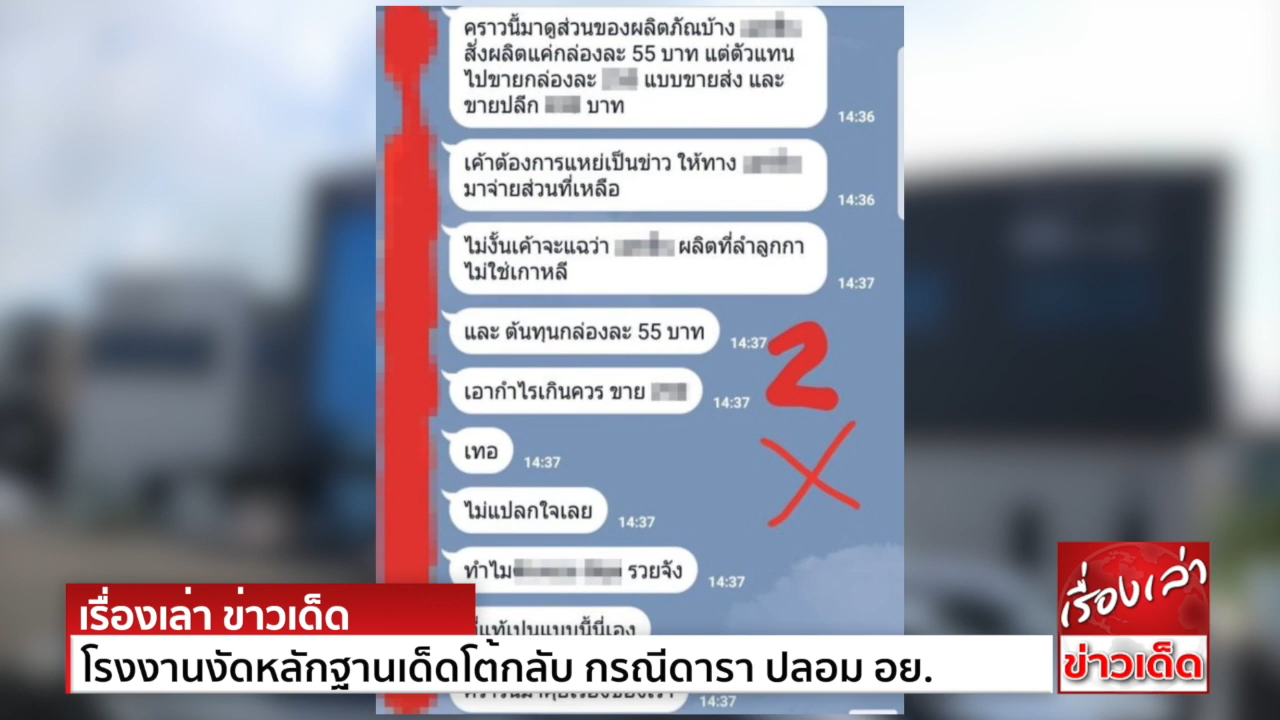 คราวนี้มาดูส่วนของผลิตภัณบ้าง
สั่งผลิตแค่กล่องละ 55 บาท แต่ตัวแทน
ไปขายกล่องละ แบบขายส่ง และ
ขายปลีก บาท
14:36
เค้าต้องการแหย่เป็นข่าว ให้ทาง
มาจ่ายส่วนที่เหลือ
14:36
ไม่งั้นเค้าจะแฉว่า ผลิตที่ลำลูกกา
ไม่ใช่เกาหลี
14:37
และ ต้นทุนกล่องละ 55 บาท
14:37
2
เอากำไรเกินควร ขาย
14:37
X
เทอ
14:37
ไม่แปลกใจเลย
14:37
ทำไม รวยจัง
14:37
เรื่องเล่า ข่าวเด็ด
โรงงานงัดหลักฐานเด็ดโต้กลับ กรณีดารา ปลอม อย.
14:37
เรื่องเล่า
ข่าวเด็ด